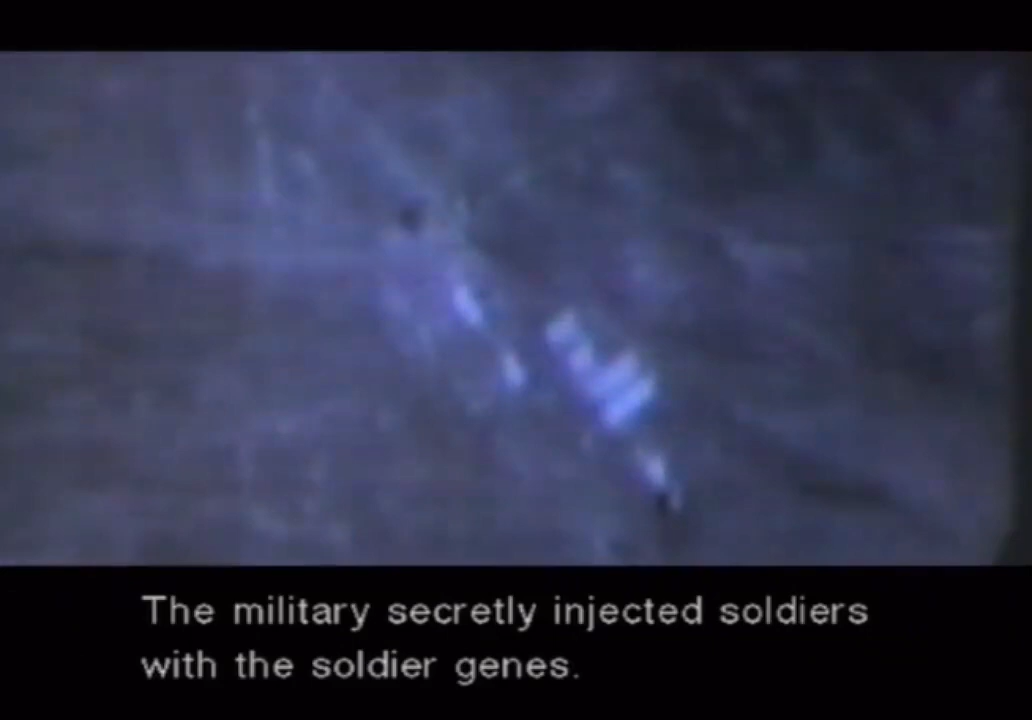 The military secretly injected soldiers
with the soldier genes.